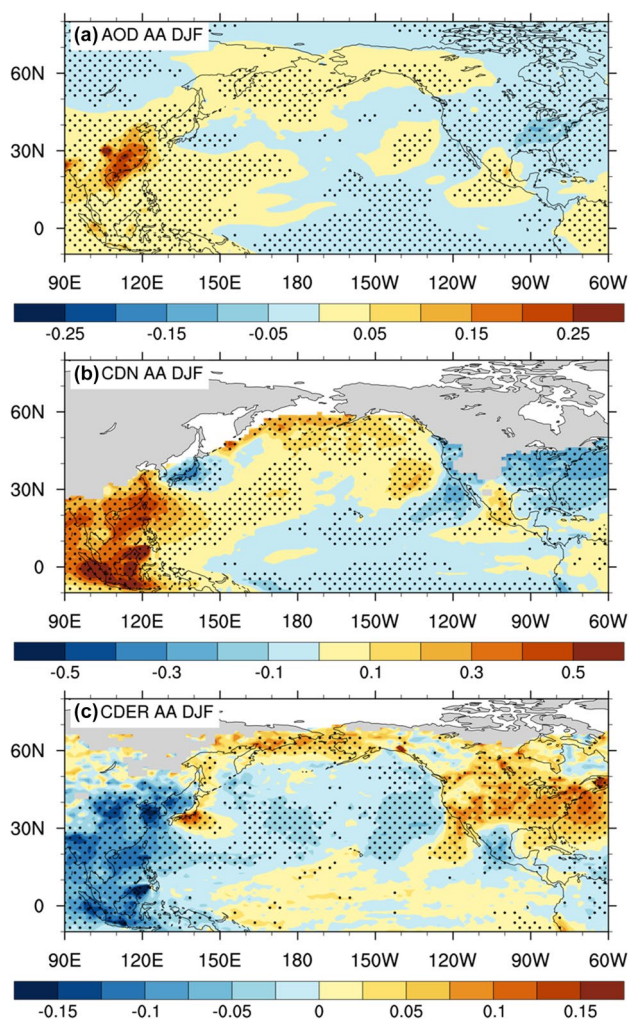 (a) AOD AA DJF
60N
30N
0
90E 120E 150E 180 150W 120W 90W 60W
-0.25 -0.15 -0.05 0.05 0.15 0.25
(b) CDN AA DJF
60N
30N
0
90E 120E 150E 180 150W 120W 90W 60W
-0.5 -0.3 -0.1 0.1 0.3 0.5
(c) CDER AA DJF
60N
30N
0
90E 120E 150E 180 150W 120W 90W 60W
-0.15 -0.1 -0.05 0 0.05 0.1 0.15